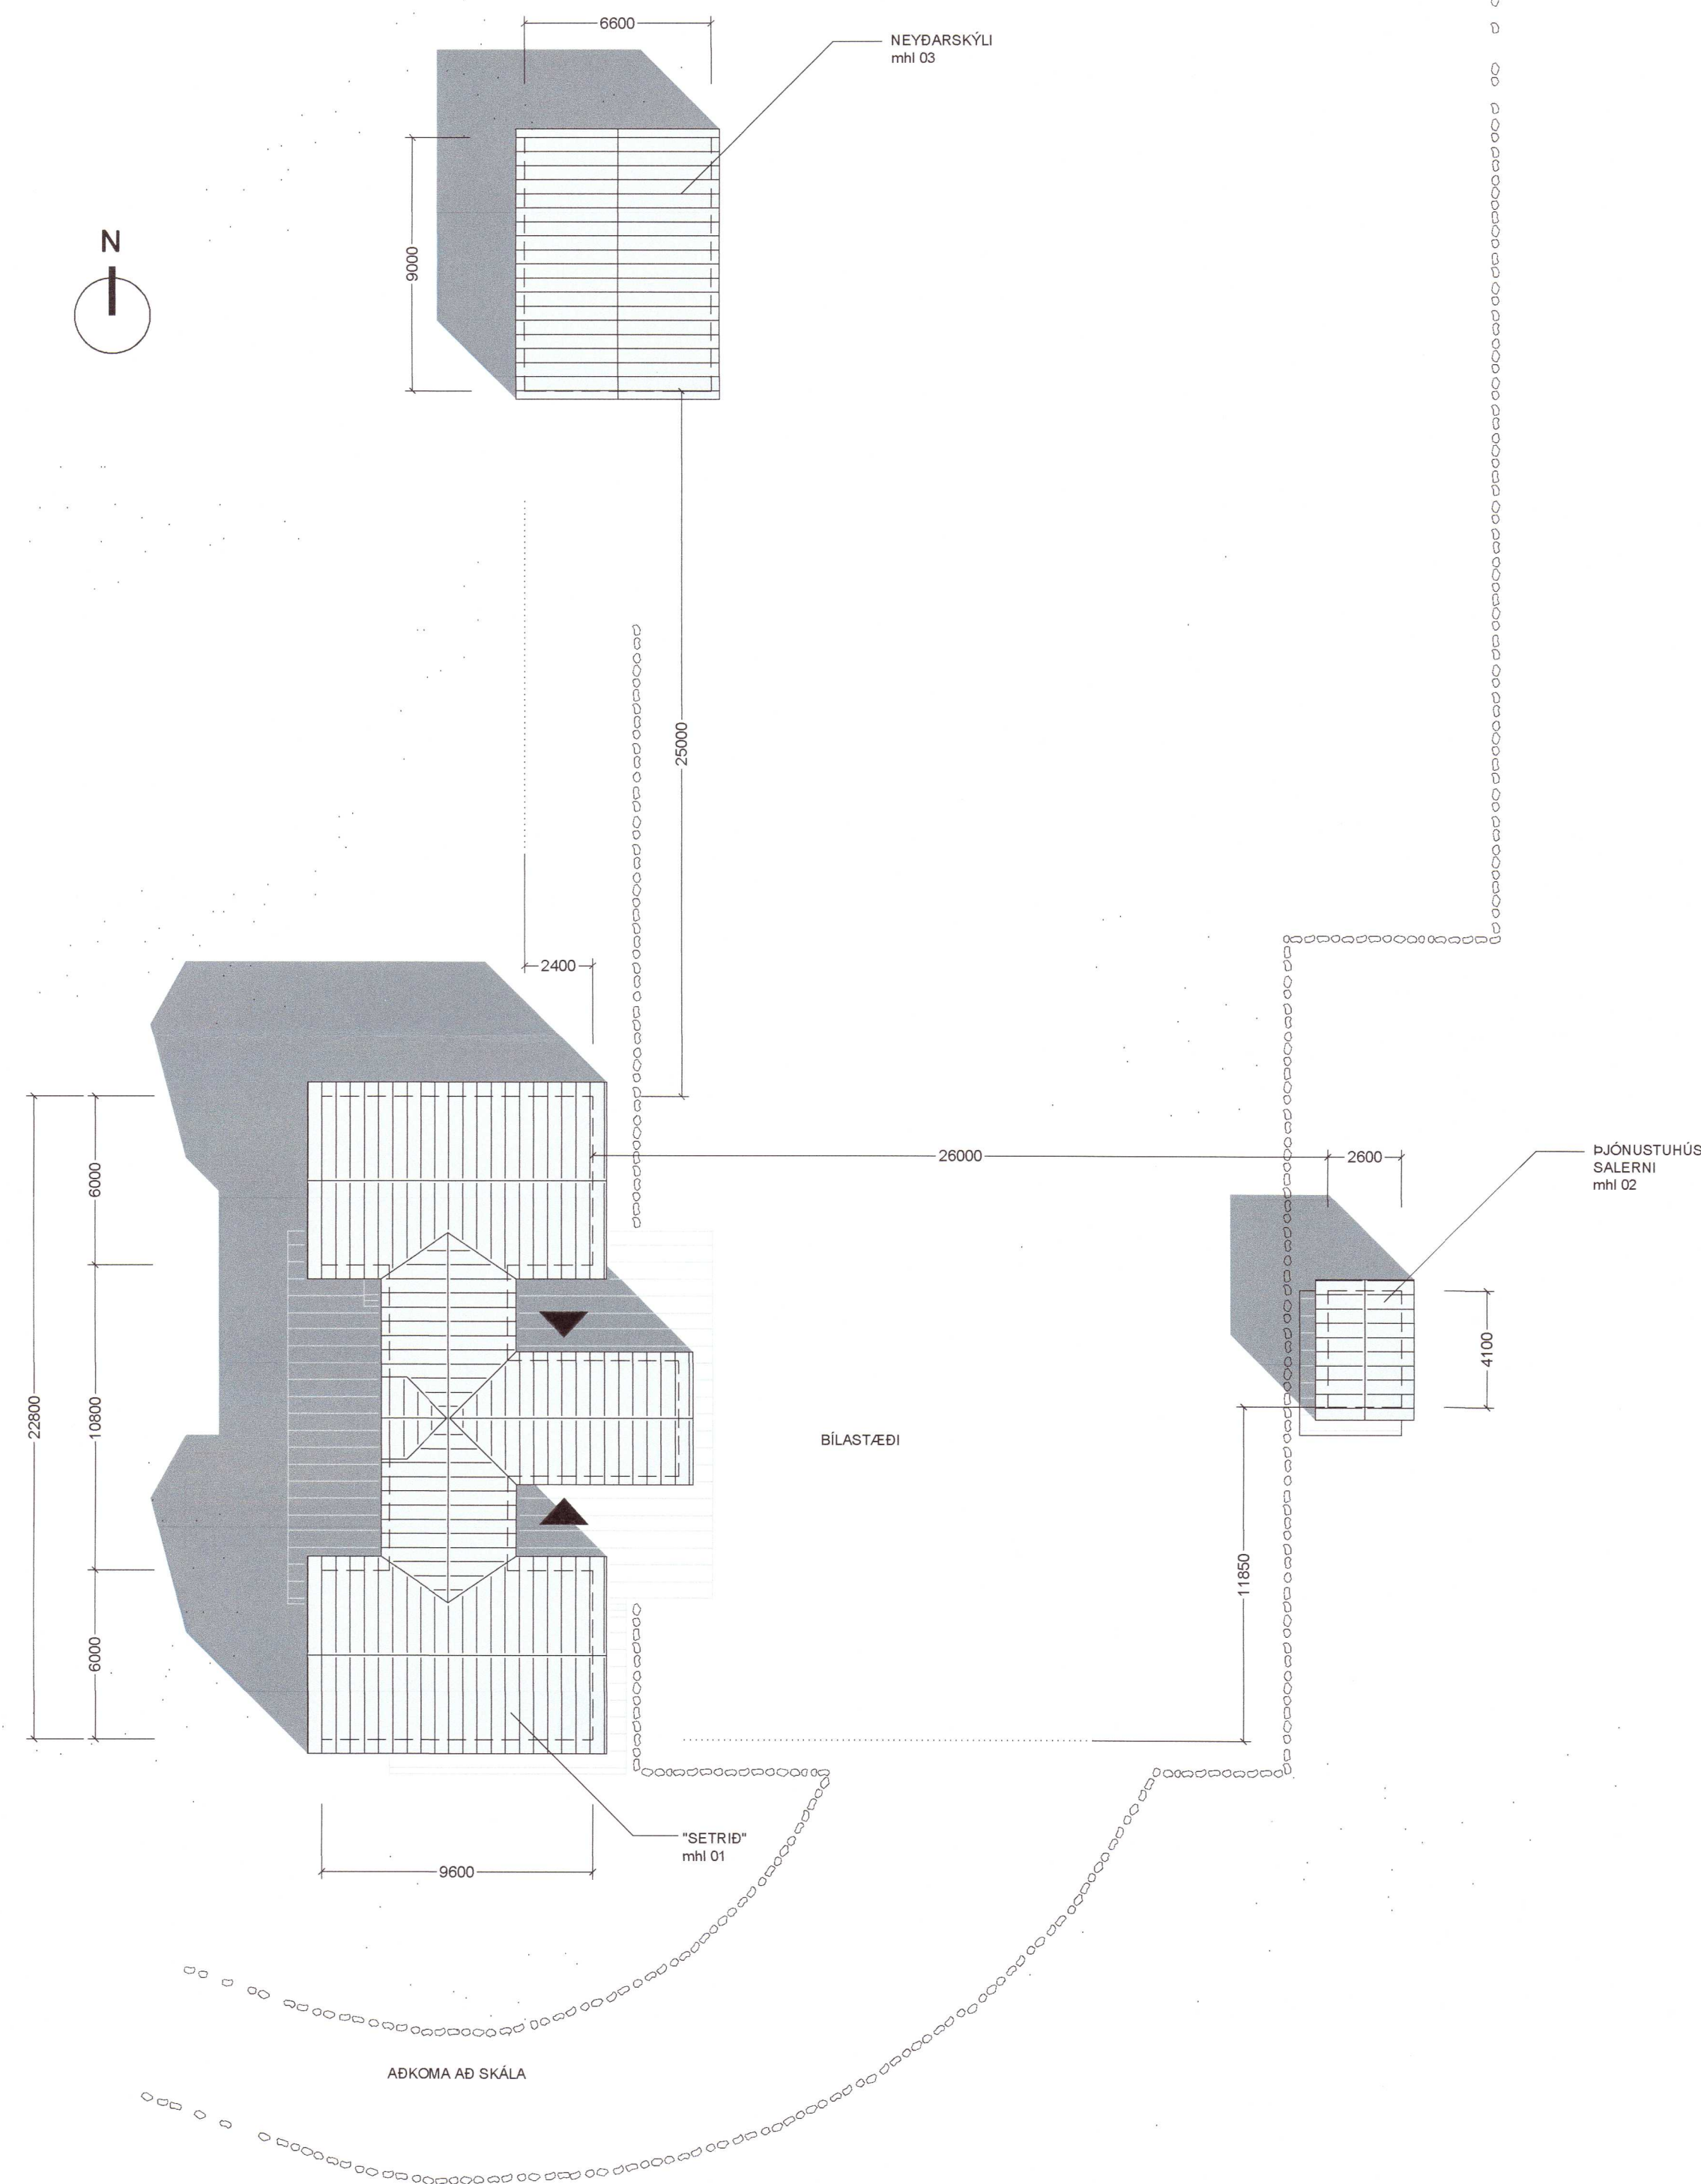 6600
NEYÐARSKÝLI
mhl 03
N
9000
25000
2400
6000
26000
2600
ÞJÓNUSTUHÚS
SALERNI
mhl 02
4100
22800
10800
BÍLASTÆÐI
11850
6000
"SETRIÐ"
mhl 01
9600
AÐKOMA AÐ SKÁLA